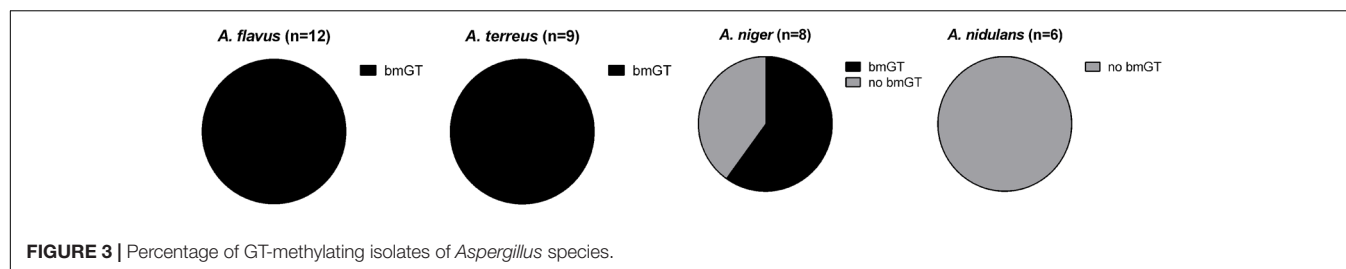 A. flavus (n=12)
bmGT
A. terreus (n=9)
bmGT
A. niger (n=8)
bmGT
no bmGT
A. nidulans (n=6)
no bmGT
FIGURE 3 | Percentage of GT-methylating isolates of Aspergillus species.